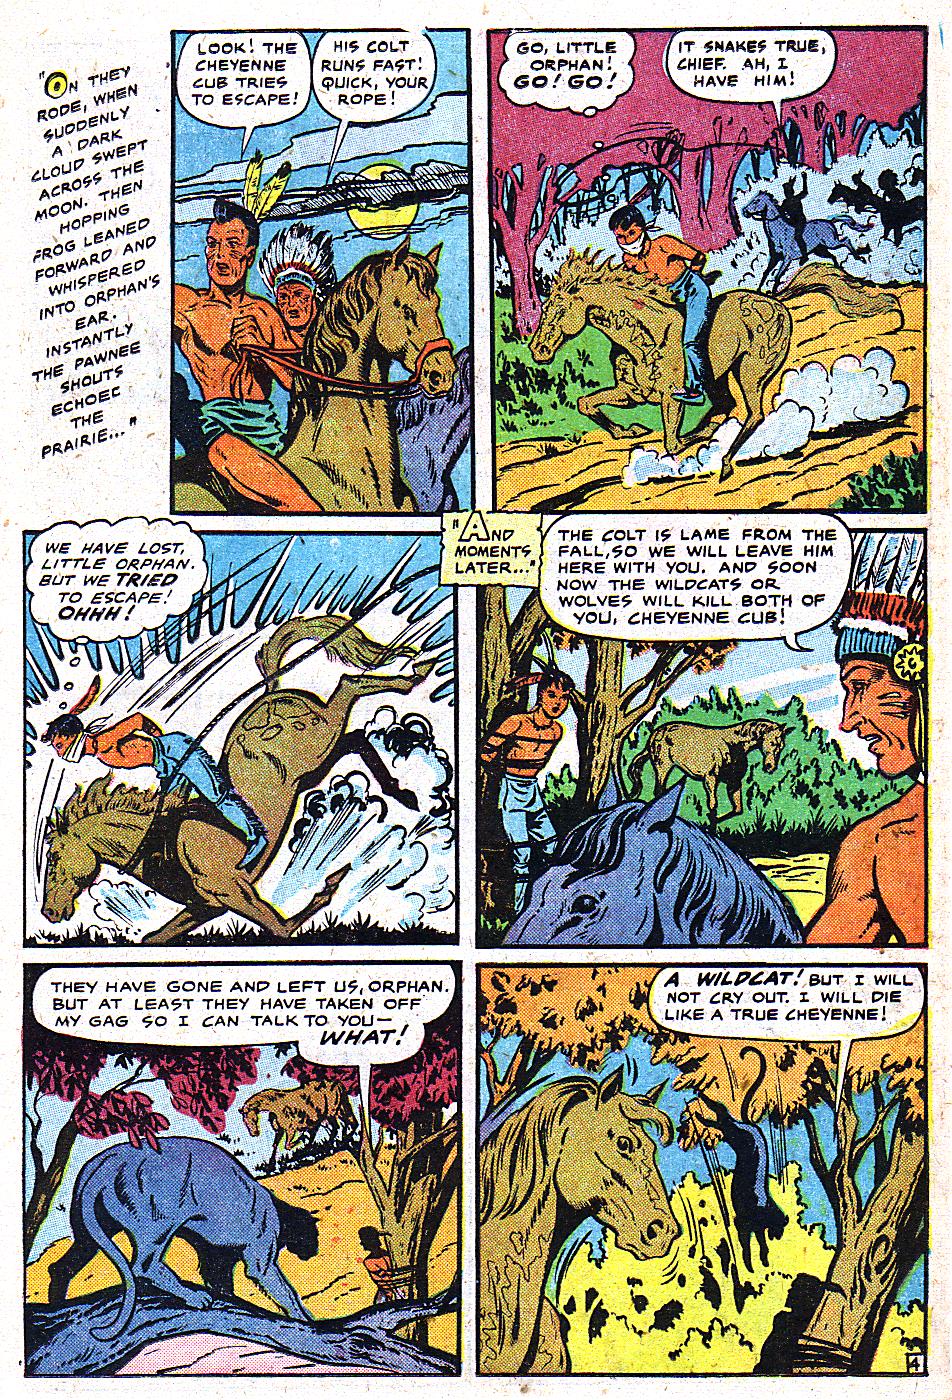 "ON THEY
RODE, WHEN
SUDDENLY
A DARK
CLOUD SWEPT
ACROSS THE
MOON. THEN
HOPPING
FROG LEANED
FORWARD AND
WHISPERED
INTO ORPHAN'S
EAR.
INSTANTLY
THE PAWNEE
SHOUTS
ECHOED
THE
PRAIRIE..."
LOOK! THE
CHEYENNE
CUB TRIES
TO ESCAPE!
HIS COLT
RUNS FAST!
QUICK, YOUR
ROPE!
GO, LITTLE
ORPHAN!
GO! GO!
IT SNAKES TRUE,
CHIEF. AH, I
HAVE HIM!
WE HAVE LOST,
LITTLE ORPHAN.
BUT WE TRIED
TO ESCAPE!
OHHH!
"AND
MOMENTS
LATER..."
THE COLT IS LAME FROM THE
FALL, SO WE WILL LEAVE HIM
HERE WITH YOU. AND SOON
NOW THE WILDCATS OR
WOLVES WILL KILL BOTH OF
YOU, CHEYENNE CUB!
THEY HAVE GONE AND LEFT US, ORPHAN.
BUT AT LEAST THEY HAVE TAKEN OFF
MY GAG SO I CAN TALK TO YOU—
WHAT!
A WILDCAT! BUT I WILL
NOT CRY OUT. I WILL DIE
LIKE A TRUE CHEYENNE!
4